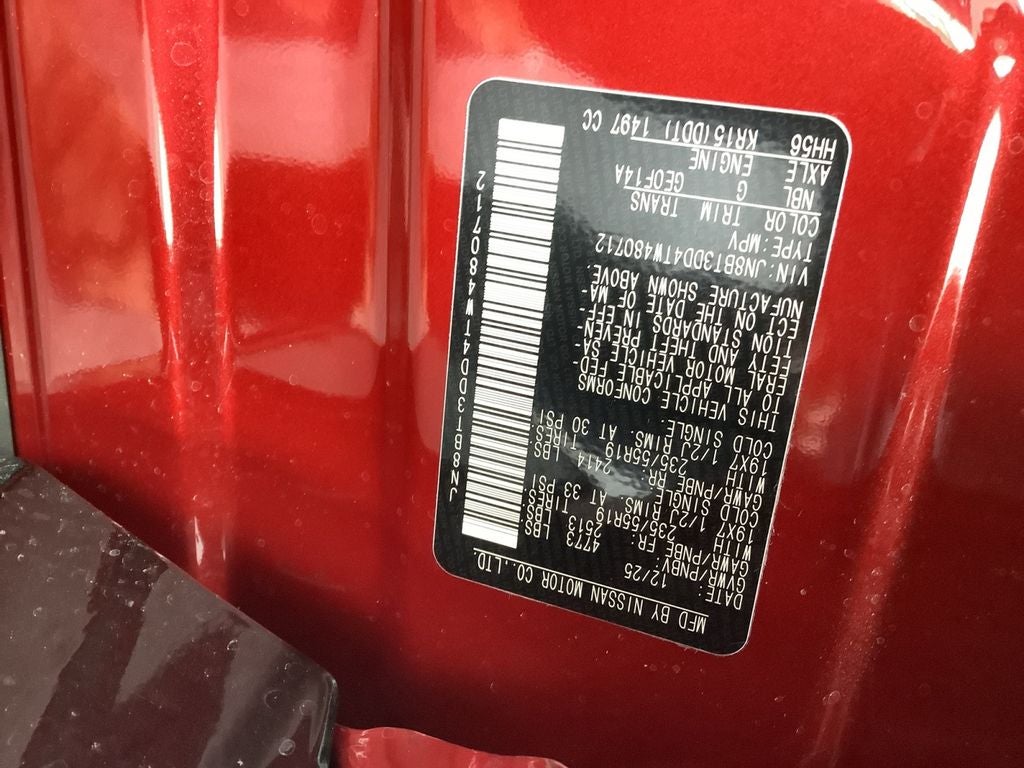 MFD BY NISSAN MOTOR CO.,LTD.
DATE: 12/25
GVWR/PNBV: 4773 LBS
GAWR/PNBE FR: 2513 LBS
WITH 235/55R19 TIRES,
19X7 1/2J RIMS, AT 33 PSI
COLD SINGLE
GAWR/PNBE RR: 2414 LBS
WITH 235/55R19 TIRES,
19X7 1/2J RIMS, AT 30 PSI
COLD SINGLE.
THIS VEHICLE CONFORMS
TO ALL APPLICABLE FED-
ERAL MOTOR VEHICLE SA-
FETY AND THEFT PREVEN-
TION STANDARDS IN EFF-
ECT ON THE DATE OF MA-
NUFACTURE SHOWN ABOVE.
VIN:JN8BT3DD4TW480712
TYPE:MPV
COLOR TRIM TRANS
NBL G GEOF14A
AXLE ENGINE
HH56 KR15(DDT) 1497 CC
JN8BT3DD4TW480712